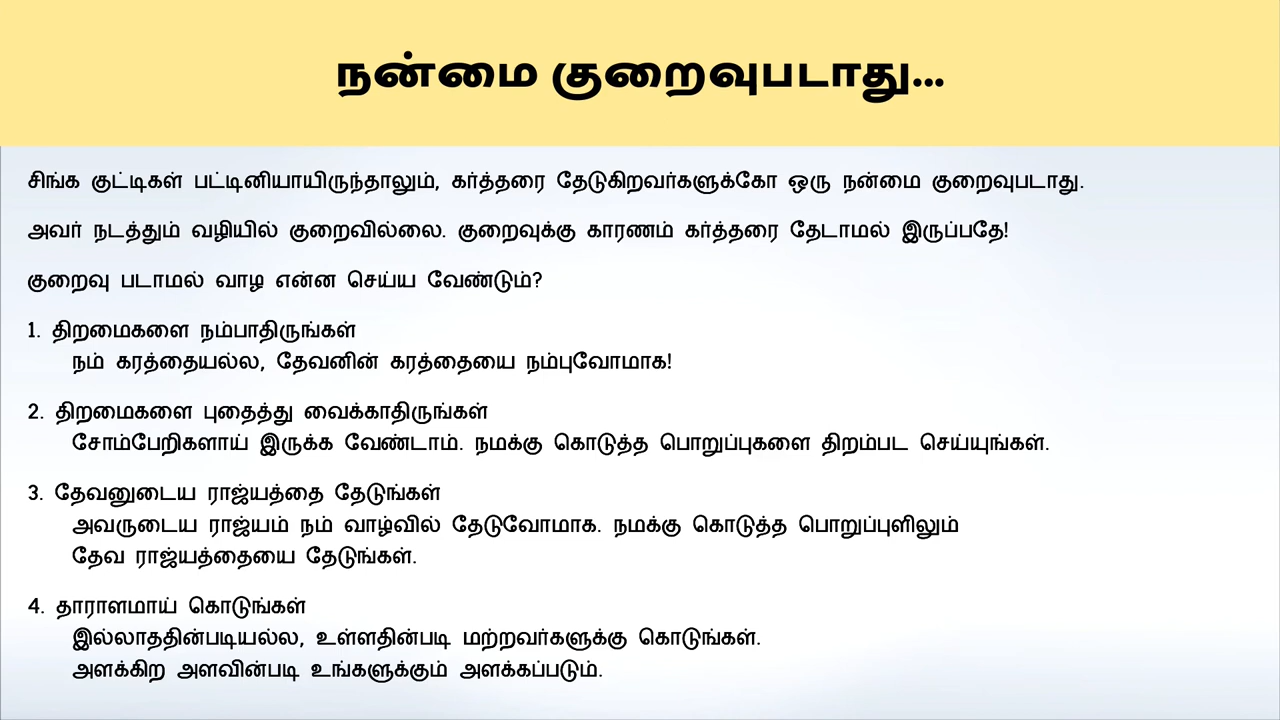 நன்மை குறைவுபடாது...
சிங்க குட்டிகள் பட்டினியாயிருந்தாலும், கர்த்தரை தேடுகிறவர்களுக்கோ ஒரு நன்மை குறைவுபடாது.
அவர் நடத்தும் வழியில் குறைவில்லை. குறைவுக்கு காரணம் கர்த்தரை தேடாமல் இருப்பதே!
குறைவு படாமல் வாழ என்ன செய்ய வேண்டும்?
1. திறமைகளை நம்பாதிருங்கள்
நம் கரத்தையல்ல, தேவனின் கரத்தையை நம்புவோமாக!
2. திறமைகளை புதைத்து வைக்காதிருங்கள்
சோம்பேறிகளாய் இருக்க வேண்டாம். நமக்கு கொடுத்த பொறுப்புகளை திறம்பட செய்யுங்கள்.
3. தேவனுடைய ராஜ்யத்தை தேடுங்கள்
அவருடைய ராஜ்யம் நம் வாழ்வில் தேடுவோமாக. நமக்கு கொடுத்த பொறுப்புளிலும்
தேவ ராஜ்யத்தையை தேடுங்கள்.
4. தாராளமாய் கொடுங்கள்
இல்லாததின்படியல்ல, உள்ளதின்படி மற்றவர்களுக்கு கொடுங்கள்.
அளக்கிற அளவின்படி உங்களுக்கும் அளக்கப்படும்.